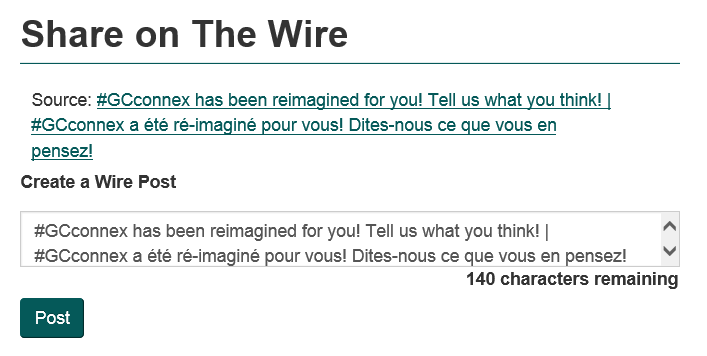 Share on The Wire
Source: #GCconnex has been reimagined for you! Tell us what you think! |
#GCconnex a été ré-imaginé pour vous! Dites-nous ce que vous en
pensez!
Create a Wire Post
#GCconnex has been reimagined for you! Tell us what you think! |
#GCconnex a été ré-imaginé pour vous! Dites-nous ce que vous en pensez!
140 characters remaining
Post